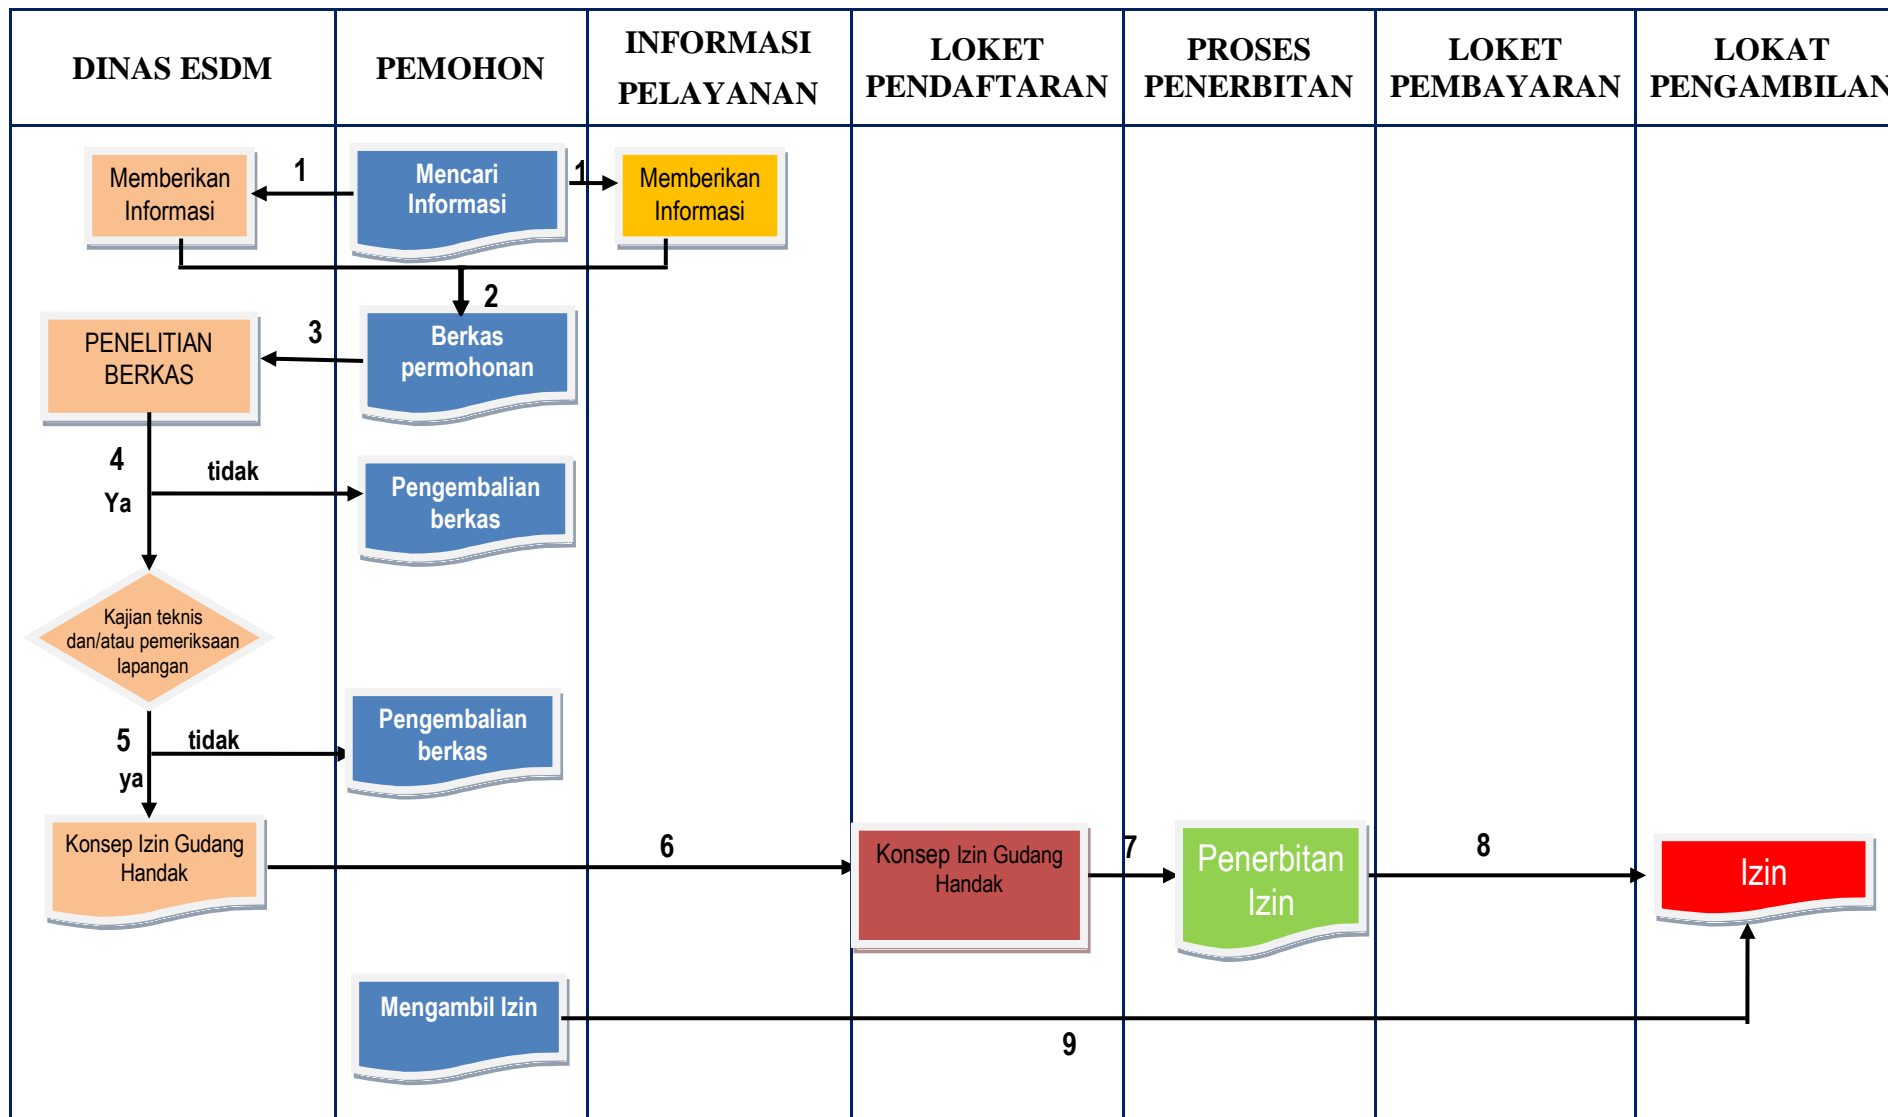 DINAS ESDM
PEMOHON
INFORMASI
PELAYANAN
LOKET
PENDAFTARAN
PROSES
PENERBITAN
LOKET
PEMBAYARAN
LOKAT
PENGAMBILAN
Memberikan
Informasi
1
Mencari
Informasi
1
Memberikan
Informasi
2
PENELITIAN
BERKAS
3
Berkas
permohonan
4
Ya
tidak
Pengembalian
berkas
Kajian teknis
dan/atau pemeriksaan
lapangan
5
ya
tidak
Pengembalian
berkas
Konsep Izin Gudang
Handak
6
Konsep Izin Gudang
Handak
7
Penerbitan
Izin
8
Izin
Mengambil Izin
9